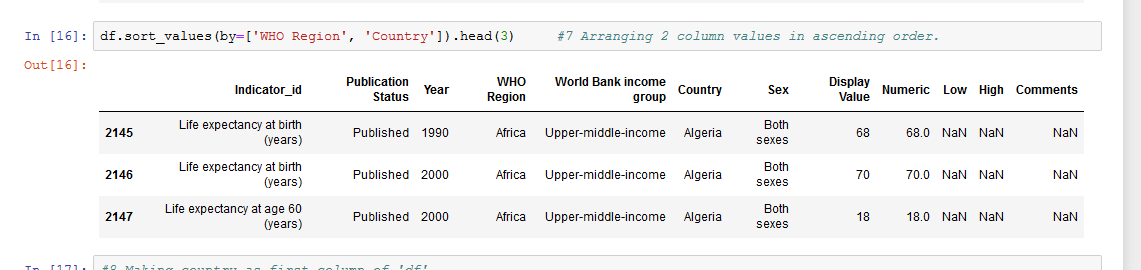 In [16]: df.sort_values(by=['WHO Region', 'Country']).head(3) #7 Arranging 2 column values in ascending order.
Out[16]:
Indicator_id Publication Status Year WHO Region World Bank income group Country Sex Display Value Numeric Low High Comments
2145 Life expectancy at birth (years) Published 1990 Africa Upper-middle-income Algeria Both sexes 68 68.0 NaN NaN NaN
2146 Life expectancy at birth (years) Published 2000 Africa Upper-middle-income Algeria Both sexes 70 70.0 NaN NaN NaN
2147 Life expectancy at age 60 (years) Published 2000 Africa Upper-middle-income Algeria Both sexes 18 18.0 NaN NaN NaN
In [17]: #8 Making country as first column of 'df'